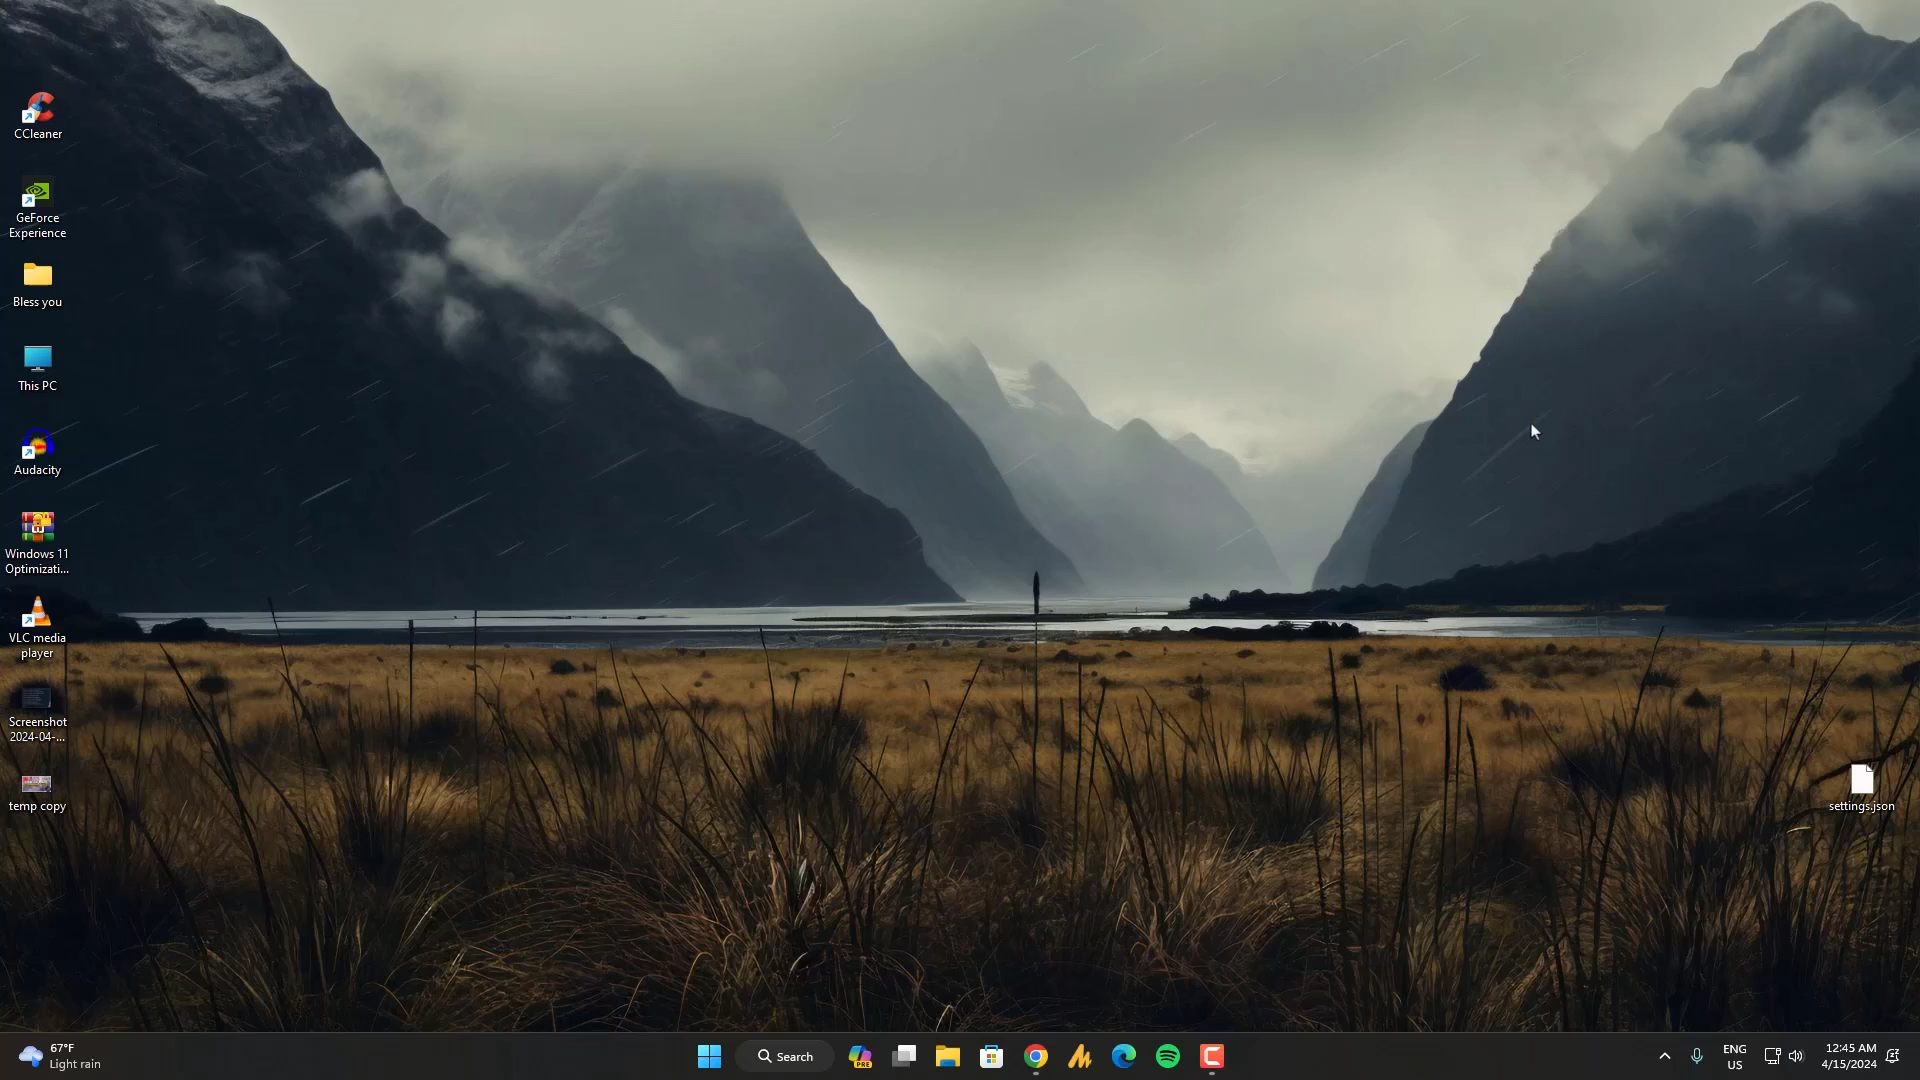 CCleaner
GeForce
Experience
Bless you
This PC
Audacity
Windows 11
Optimizati...
VLC media
player
Screenshot
2024-04-...
temp copy
settings.json
67°F
Light rain
Search
PRE
ENG
US
12:45 AM
4/15/2024